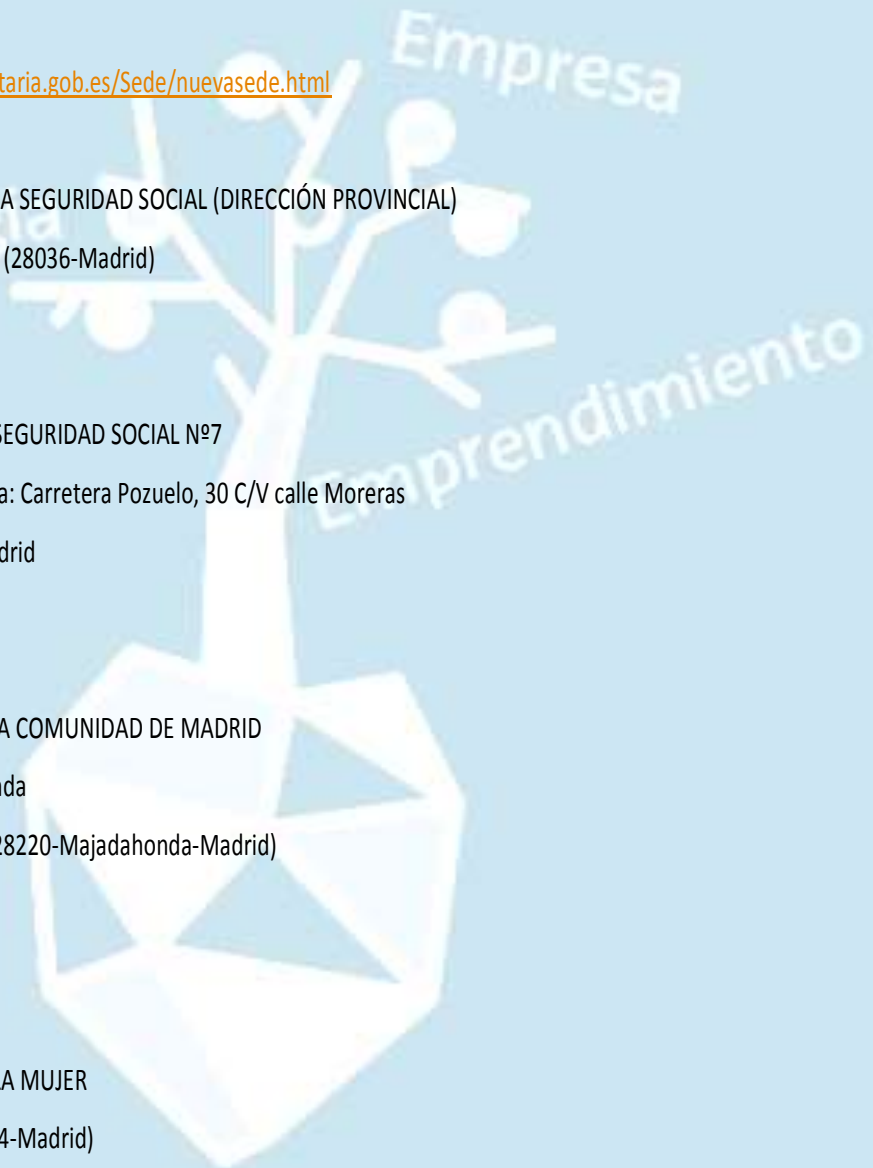 Empresa
taria.gob.es/Sede/nuevasede.html
A SEGURIDAD SOCIAL (DIRECCIÓN PROVINCIAL)
(28036-Madrid)
Emprendimiento
SEGURIDAD SOCIAL Nº7
a: Carretera Pozuelo, 30 C/V calle Moreras
drid
A COMUNIDAD DE MADRID
da
28220-Majadahonda-Madrid)
LA MUJER
4-Madrid)